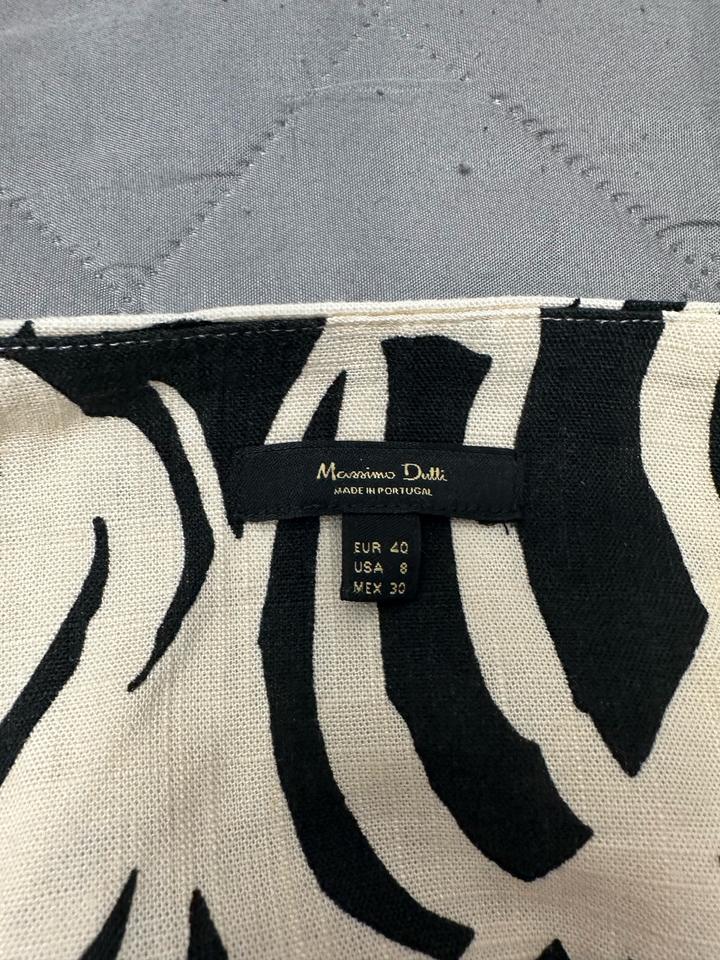 Massimo Dutti
MADE IN PORTUGAL
EUR 40
USA 8
MEX 30